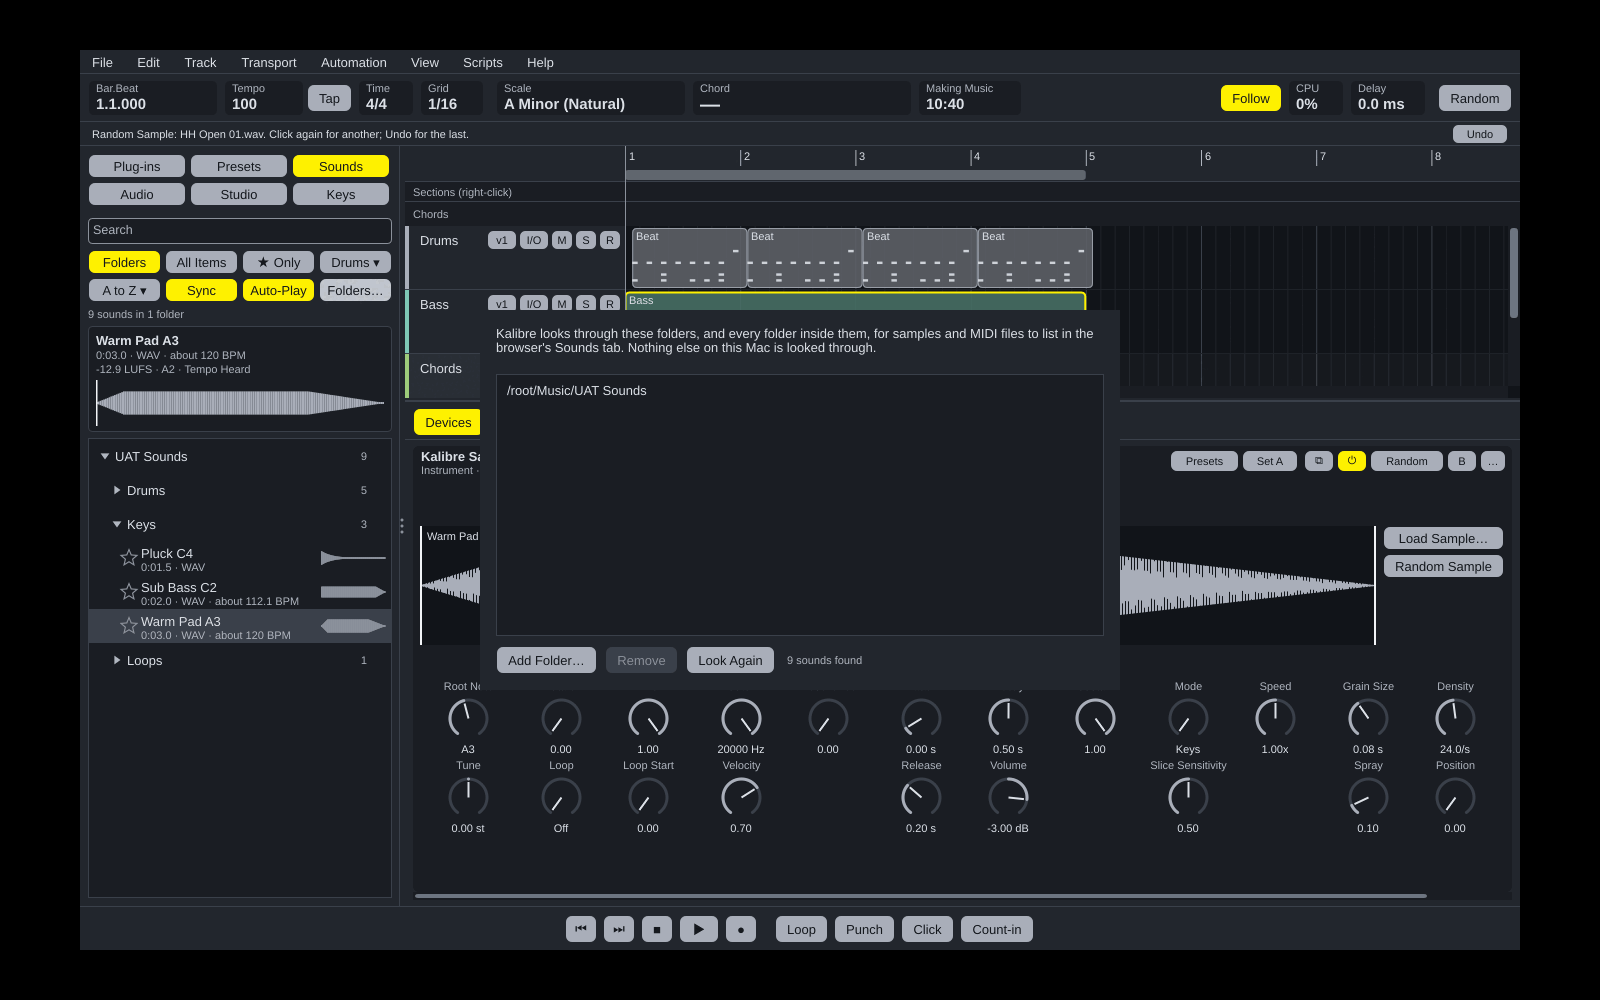 File Edit Track Transport Automation View Scripts Help
Bar.Beat Tempo Time Grid Scale Chord Making Music CPU Delay
1.1.000 100 Tap 4/4 1/16 A Minor (Natural) — 10:40 Follow 0% 0.0 ms Random
Random Sample: HH Open 01.wav. Click again for another; Undo for the last. Undo
Plug-ins Presets Sounds
Audio Studio Keys
Search
Folders All Items ★ Only Drums ▾
A to Z ▾ Sync Auto-Play Folders…
9 sounds in 1 folder
Warm Pad A3
0:03.0 · WAV · about 120 BPM
-12.9 LUFS · A2 · Tempo Heard
UAT Sounds 9
Drums 5
Keys 3
Pluck C4
0:01.5 · WAV
Sub Bass C2
0:02.0 · WAV · about 112.1 BPM
Warm Pad A3
0:03.0 · WAV · about 120 BPM
Loops 1
1 2 3 4 5 6 7 8
Sections (right-click)
Chords
Drums v1 I/O M S R Beat Beat Beat Beat
Bass v1 I/O M S R Bass
Chords
Kalibre looks through these folders, and every folder inside them, for samples and MIDI files to list in the
browser's Sounds tab. Nothing else on this Mac is looked through.
/root/Music/UAT Sounds
Add Folder… Remove Look Again 9 sounds found
Devices
Kalibre Sa
Instrument ·
Presets Set A Random B …
Warm Pad
Load Sample…
Random Sample
Root No Mode Speed Grain Size Density
A3 0.00 1.00 20000 Hz 0.00 0.00 s 0.50 s 1.00 Keys 1.00x 0.08 s 24.0/s
Tune Loop Loop Start Velocity Release Volume Slice Sensitivity Spray Position
0.00 st Off 0.00 0.70 0.20 s -3.00 dB 0.50 0.10 0.00
Loop Punch Click Count-in